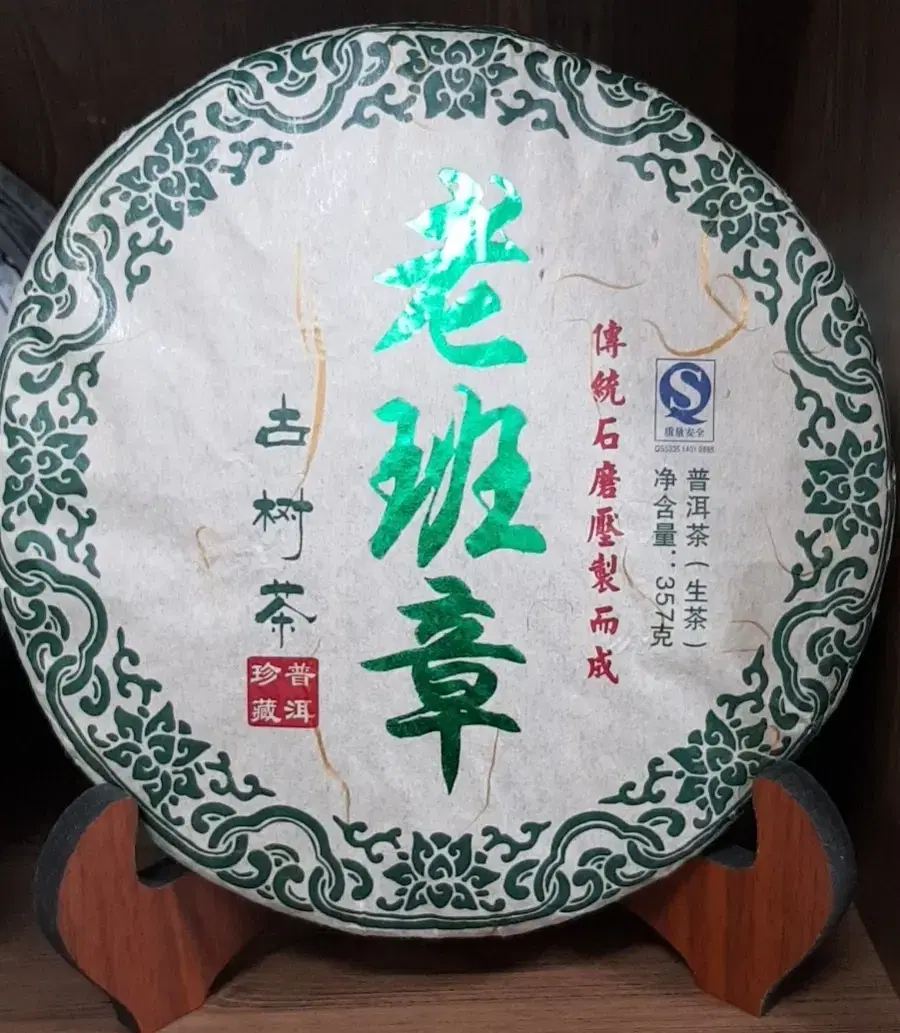 老班章
傳統石磨壓製而成
古树茶
普洱
珍藏
质量安全
普洱茶(生茶)
净含量:357克